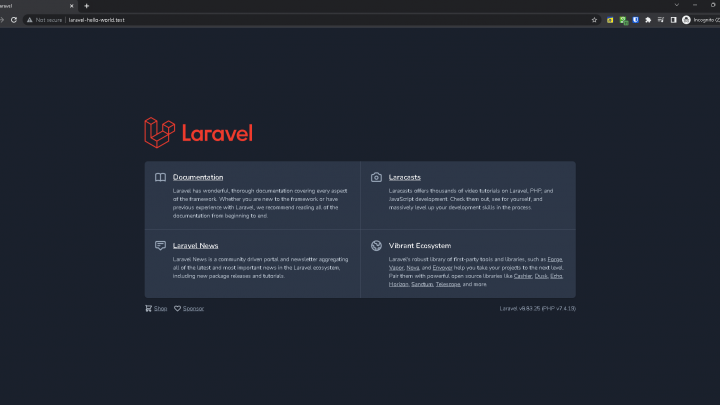 Laravel
Not secure | laravel-hello-world.test
Incognito
Laravel
Documentation
Laravel has wonderful, thorough documentation covering every aspect
of the framework. Whether you are new to the framework or have
previous experience with Laravel, we recommend reading all of the
documentation from beginning to end.
Laracasts
Laracasts offers thousands of video tutorials on Laravel, PHP, and
JavaScript development. Check them out, see for yourself, and
massively level up your development skills in the process.
Laravel News
Laravel News is a community driven portal and newsletter aggregating
all of the latest and most important news in the Laravel ecosystem,
including new package releases and tutorials.
Vibrant Ecosystem
Laravel's robust library of first-party tools and libraries, such as Forge,
Vapor, Nova, and Envoyer help you take your projects to the next level.
Pair them with powerful open source libraries like Cashier, Dusk, Echo,
Horizon, Sanctum, Telescope, and more.
Shop
Sponsor
Laravel v8.83.25 (PHP v7.4.19)